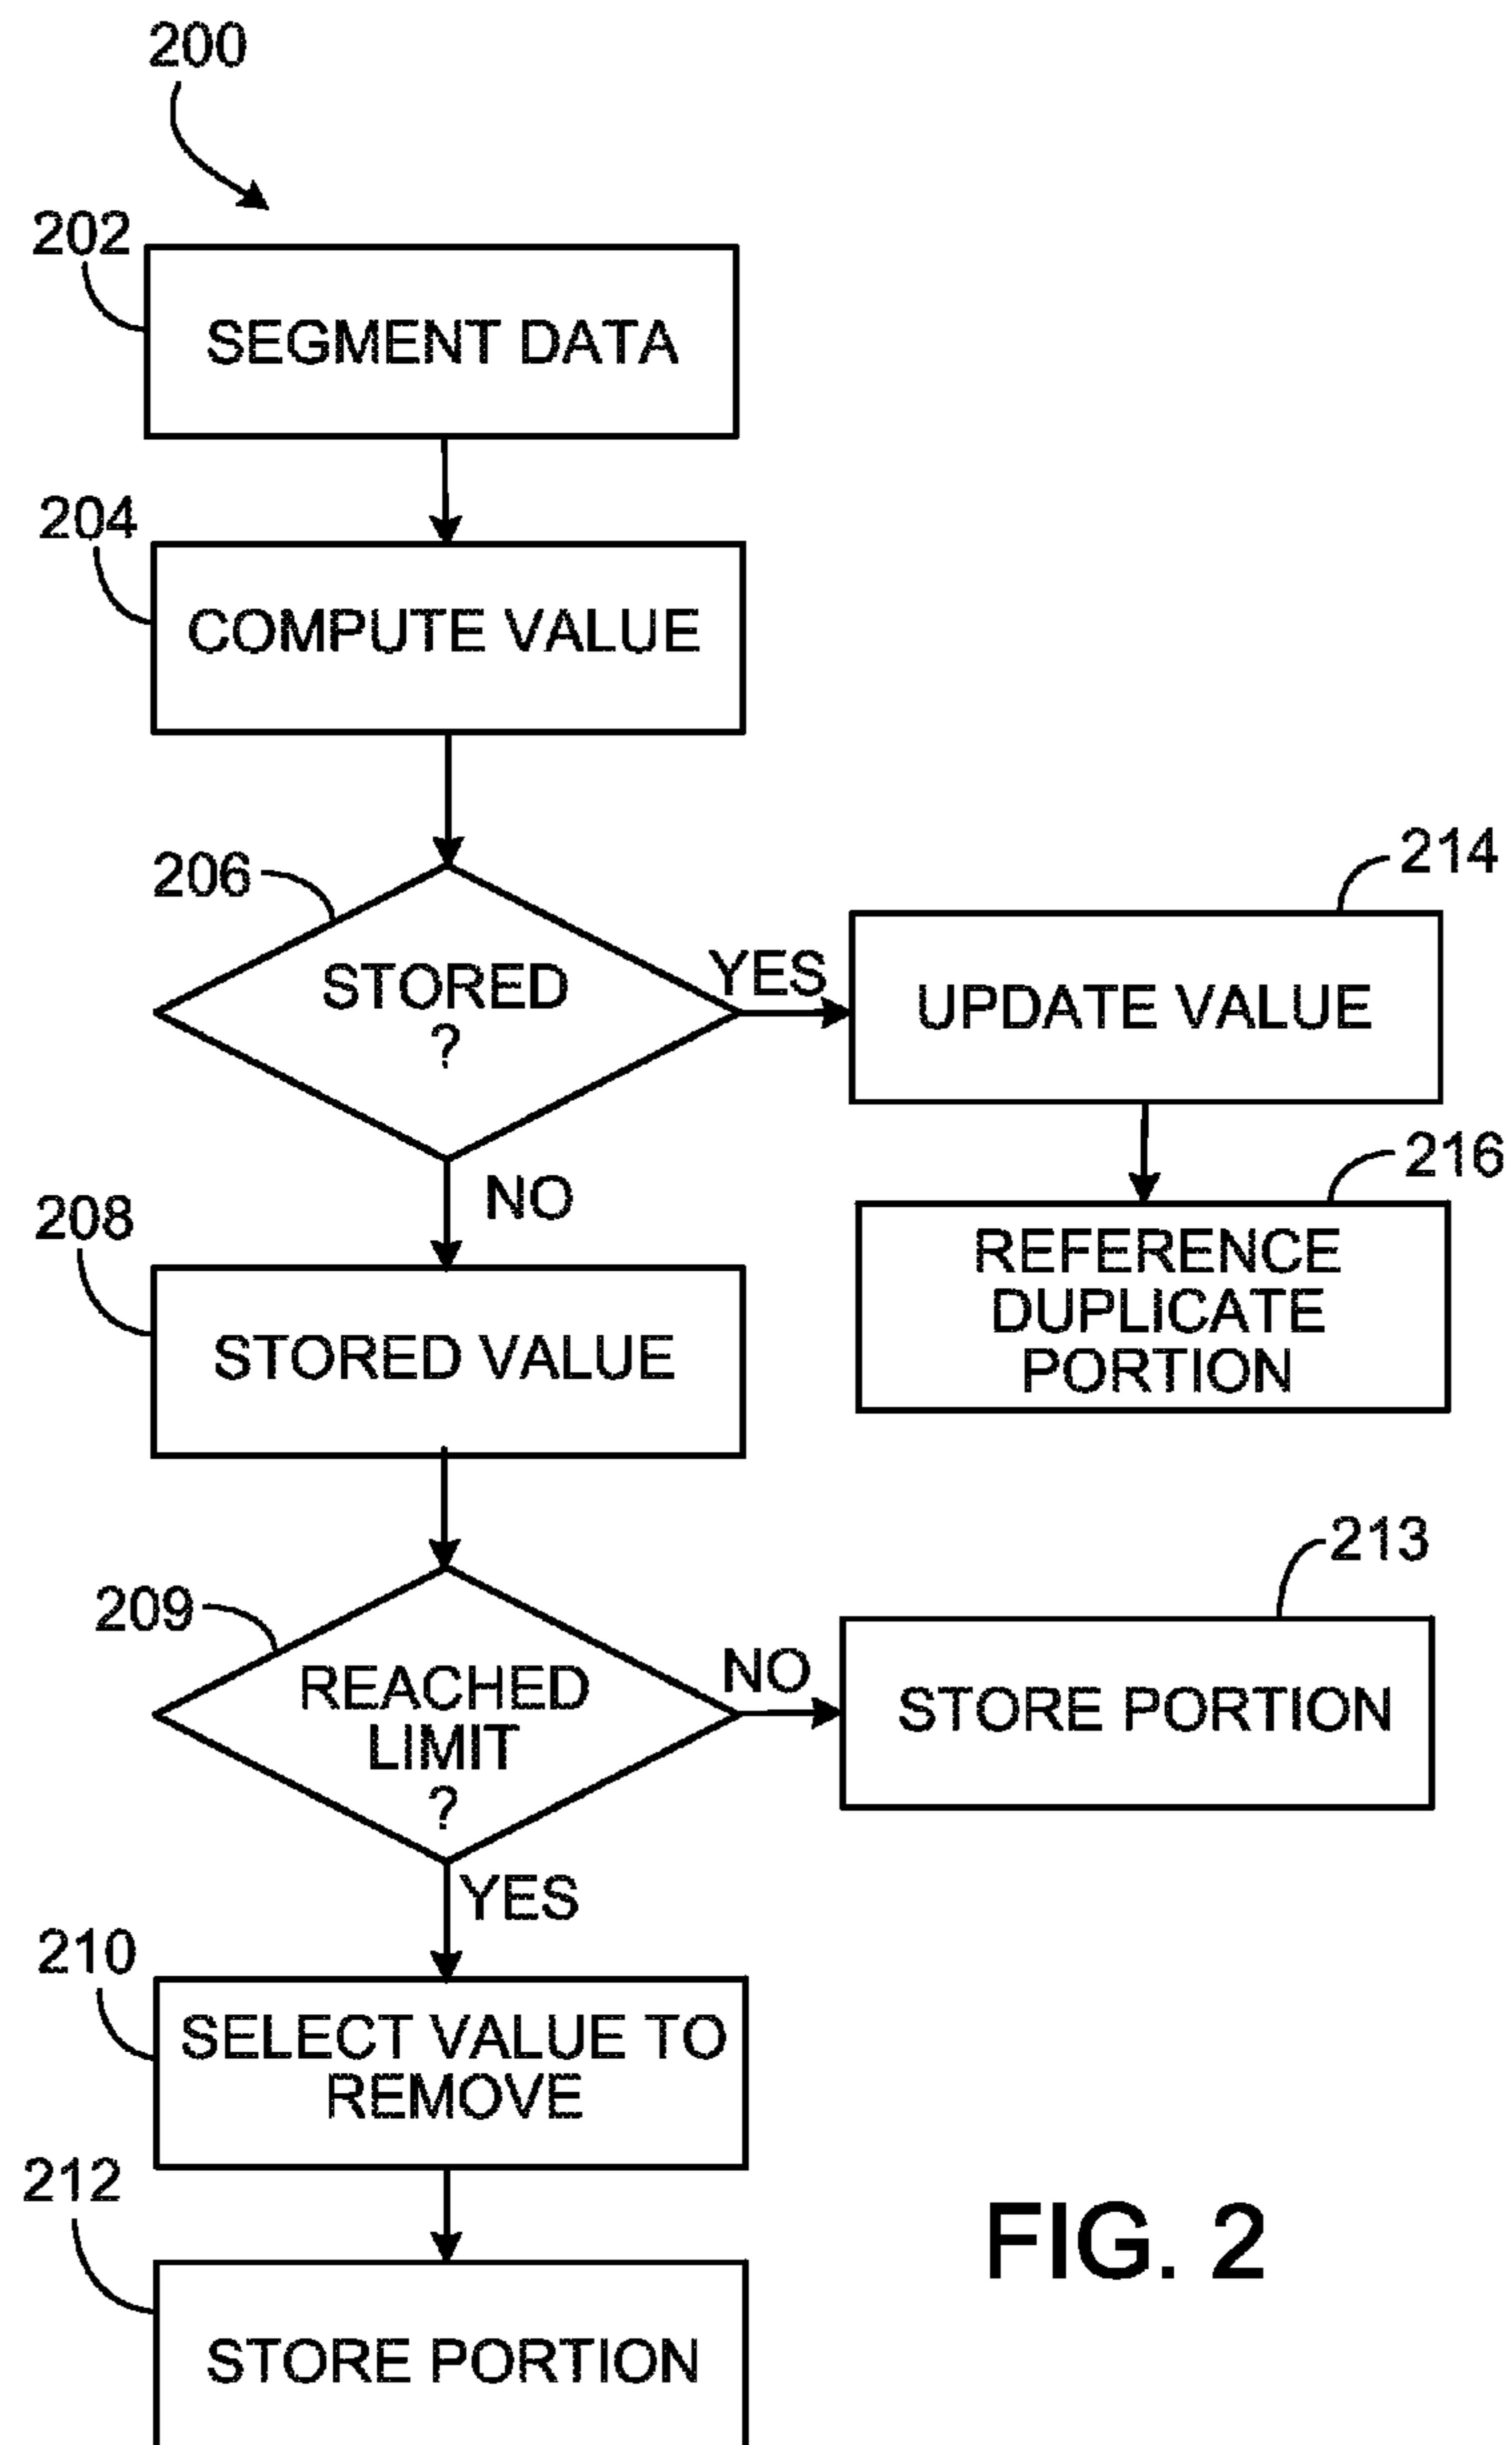 200
202
SEGMENT DATA
204
COMPUTE VALUE
206
STORED
?
YES
214
UPDATE VALUE
NO
216
REFERENCE
DUPLICATE
PORTION
208
STORED VALUE
209
REACHED
LIMIT
?
NO
213
STORE PORTION
YES
210
SELECT VALUE TO
REMOVE
212
STORE PORTION
FIG. 2